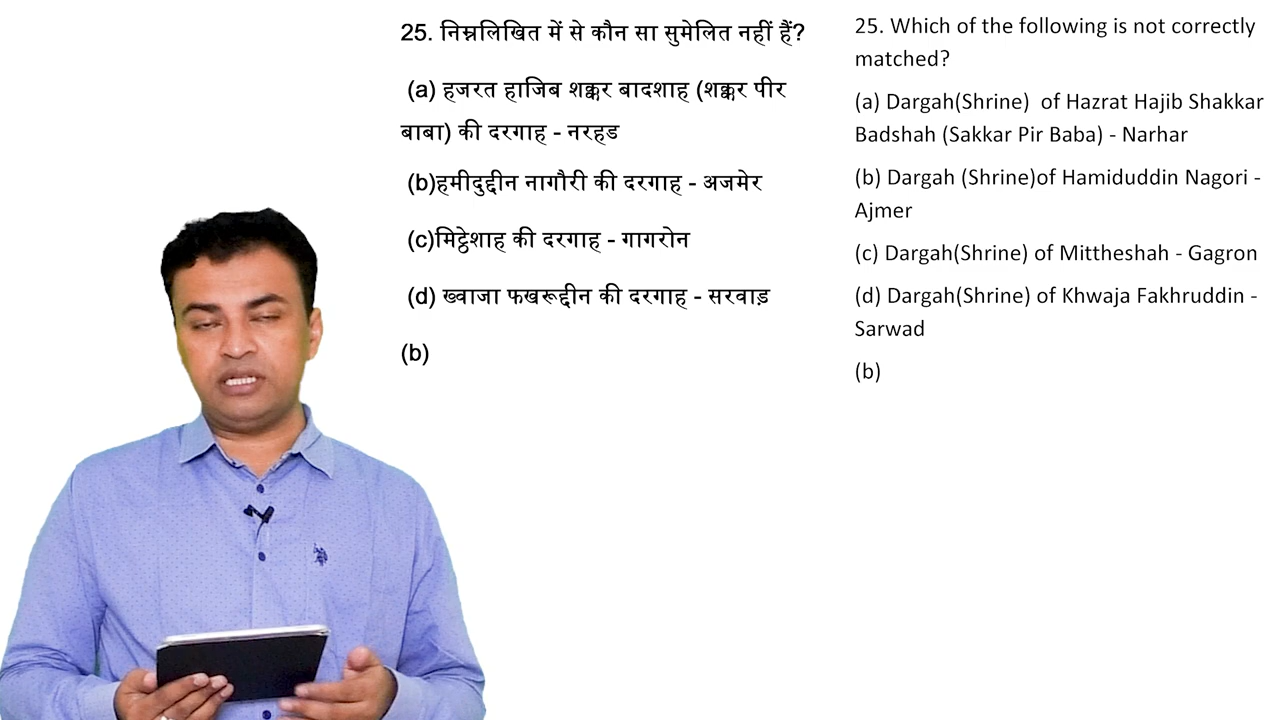 25. निम्नलिखित में से कौन सा सुमेलित नहीं हैं?
(a) हजरत हाजिब शक्कर बादशाह (शक्कर पीर
बाबा) की दरगाह - नरहड
(b)हमीदुद्दीन नागौरी की दरगाह - अजमेर
(c)मिट्ठेशाह की दरगाह - गागरोन
(d) ख्वाजा फखरूद्दीन की दरगाह - सरवाड़
(b)
25. Which of the following is not correctly
matched?
(a) Dargah(Shrine) of Hazrat Hajib Shakkar
Badshah (Sakkar Pir Baba) - Narhar
(b) Dargah (Shrine)of Hamiduddin Nagori -
Ajmer
(c) Dargah(Shrine) of Mittheshah - Gagron
(d) Dargah(Shrine) of Khwaja Fakhruddin -
Sarwad
(b)